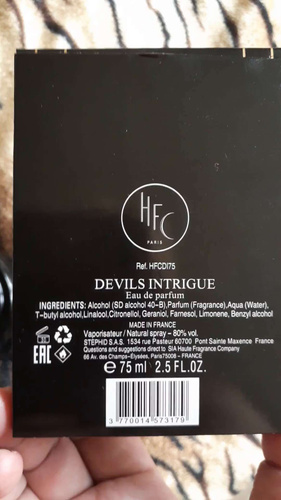 HFC
PARIS
Ref. HFCDI75
DEVILS INTRIGUE
Eau de parfum
INGREDIENTS: Alcohol (SD alcohol 40-B),Parfum (Fragrance),Aqua (Water),
T-butyl alcohol,Linalool,Citronellol, Geraniol, Farnesol, Limonene, Benzyl alcohol
MADE IN FRANCE
Vaporisateur / Natural spray – 80% vol.
STEPHID S.A.S. 1534 rue Pasteur 60700 Pont Sainte Maxence France
Questions and suggestions direct to SIA Haute Fragrance Company
66 Av. des Champs-Élysées, Paris75008 – FRANCE
EAC
e 75 ml 2.5 FL.OZ.
3 770014 573179